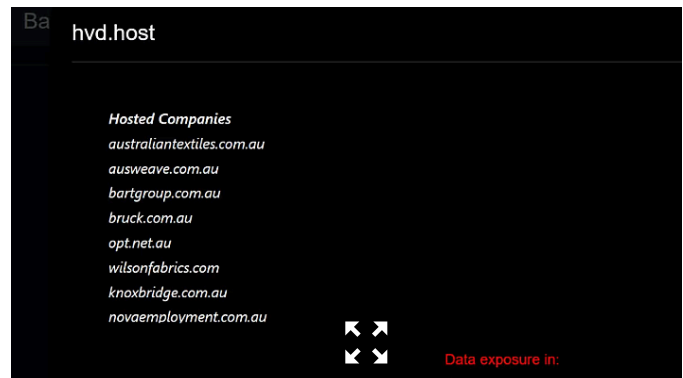 Ba
hvd.host
Hosted Companies
australiantextiles.com.au
ausweave.com.au
bartgroup.com.au
bruck.com.au
opt.net.au
wilsonfabrics.com
knoxbridge.com.au
novaemployment.com.au
Data exposure in: